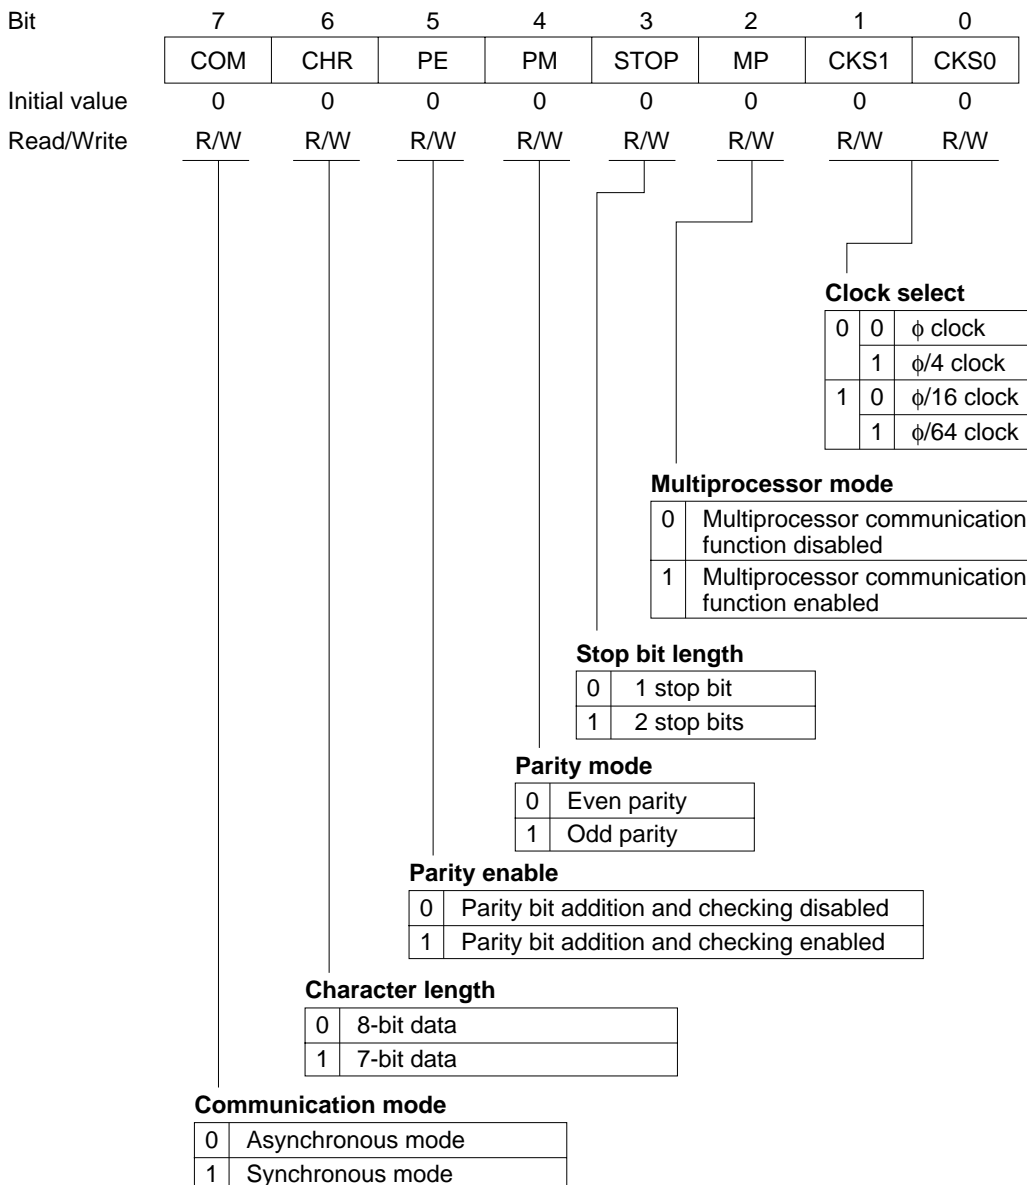 Bit 7 6 5 4 3 2 1 0
COM CHR PE PM STOP MP CKS1 CKS0
Initial value 0 0 0 0 0 0 0 0
Read/Write R/W R/W R/W R/W R/W R/W R/W R/W
Clock select
0 0 ϕ clock
1 ϕ/4 clock
1 0 ϕ/16 clock
1 ϕ/64 clock
Multiprocessor mode
0 Multiprocessor communication
function disabled
1 Multiprocessor communication
function enabled
Stop bit length
0 1 stop bit
1 2 stop bits
Parity mode
0 Even parity
1 Odd parity
Parity enable
0 Parity bit addition and checking disabled
1 Parity bit addition and checking enabled
Character length
0 8-bit data
1 7-bit data
Communication mode
0 Asynchronous mode
1 Synchronous mode